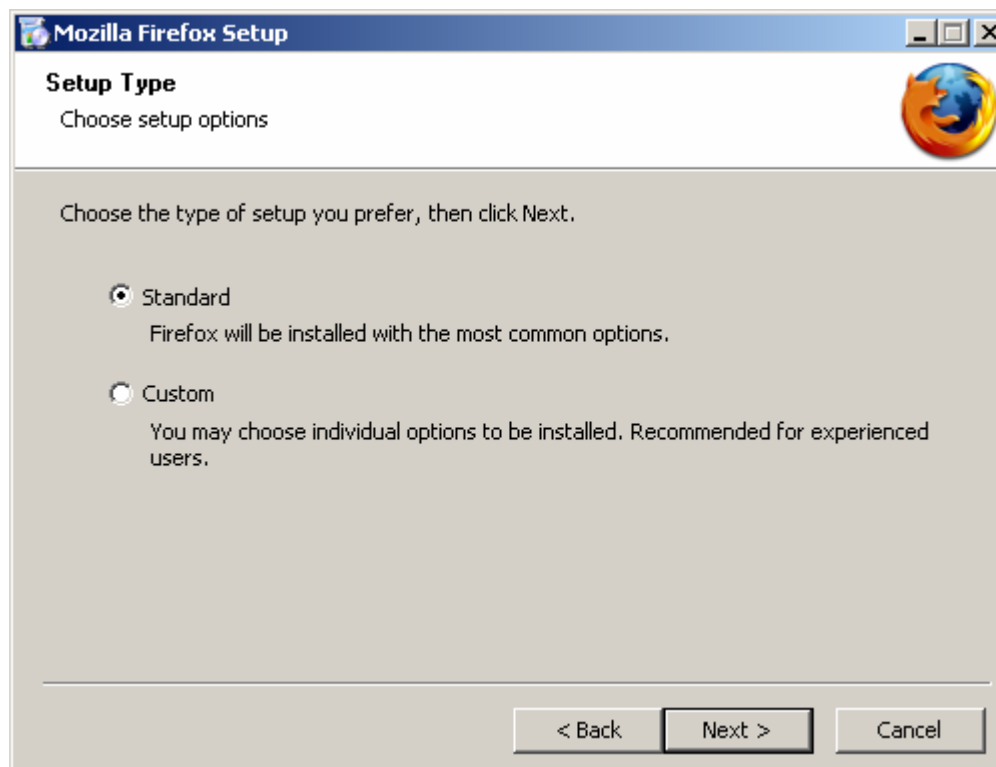 Mozilla Firefox Setup
Setup Type
Choose setup options
Choose the type of setup you prefer, then click Next.
Standard
Firefox will be installed with the most common options.
Custom
You may choose individual options to be installed. Recommended for experienced
users.
< Back
Next >
Cancel